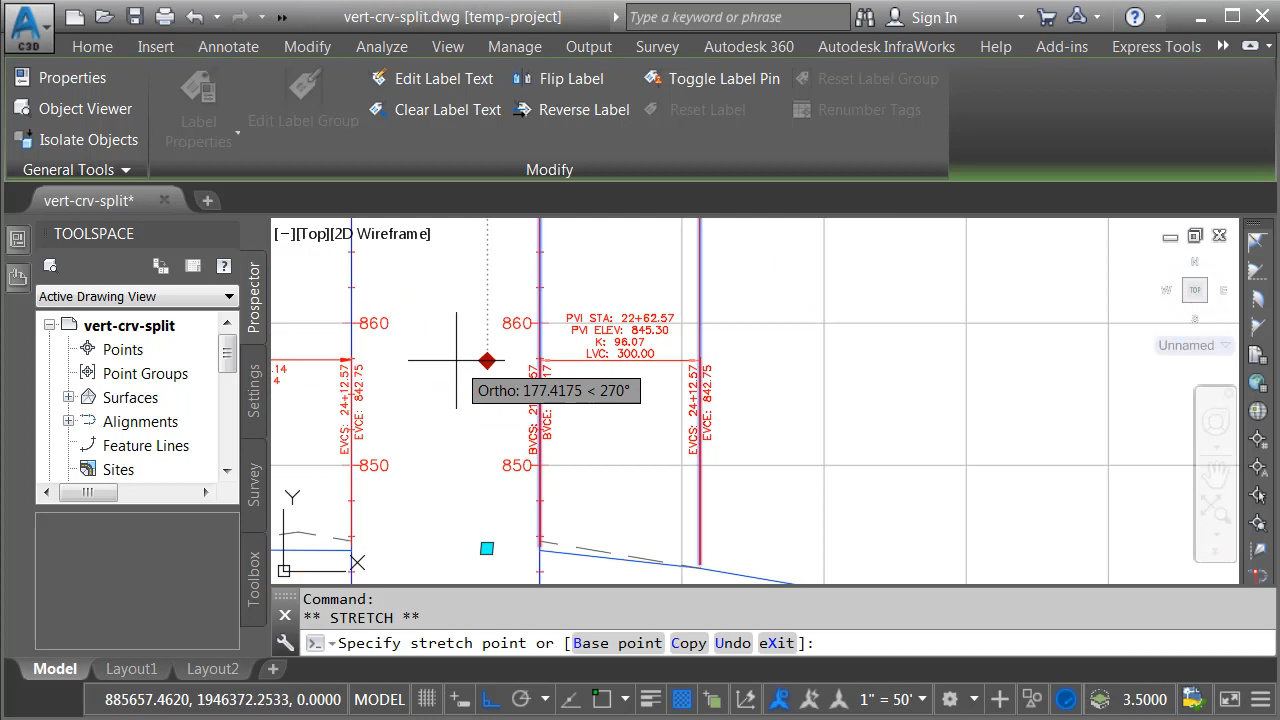 vert-crv-split.dwg [temp-project]
Type a keyword or phrase
Sign In
C3D
Home Insert Annotate Modify Analyze View Manage Output Survey Autodesk 360 Autodesk InfraWorks Help Add-ins Express Tools
Properties
Object Viewer
Isolate Objects
General Tools
Label
Properties
Edit Label Group
Edit Label Text
Clear Label Text
Flip Label
Reverse Label
Toggle Label Pin
Reset Label
Reset Label Group
Renumber Tags
Modify
vert-crv-split*
TOOLSPACE
Active Drawing View
vert-crv-split
Points
Point Groups
Surfaces
Alignments
Feature Lines
Sites
Prospector
Settings
Survey
Toolbox
[−][Top][2D Wireframe]
860
850
860
850
.14
4
EVCS: 24+12.57
EVCE: 842.75
PVI STA: 22+62.57
PVI ELEV: 845.30
K: 96.07
LVC: 300.00
EVCS: 24+12.57
EVCE: 842.75
Ortho: 177.4175 < 270°
N
W
TOP
S
Unnamed
Y
X
Command:
** STRETCH **
Specify stretch point or [Base point Copy Undo eXit]:
Model Layout1 Layout2
885657.4620, 1946372.2533, 0.0000 MODEL
1" = 50'
3.5000